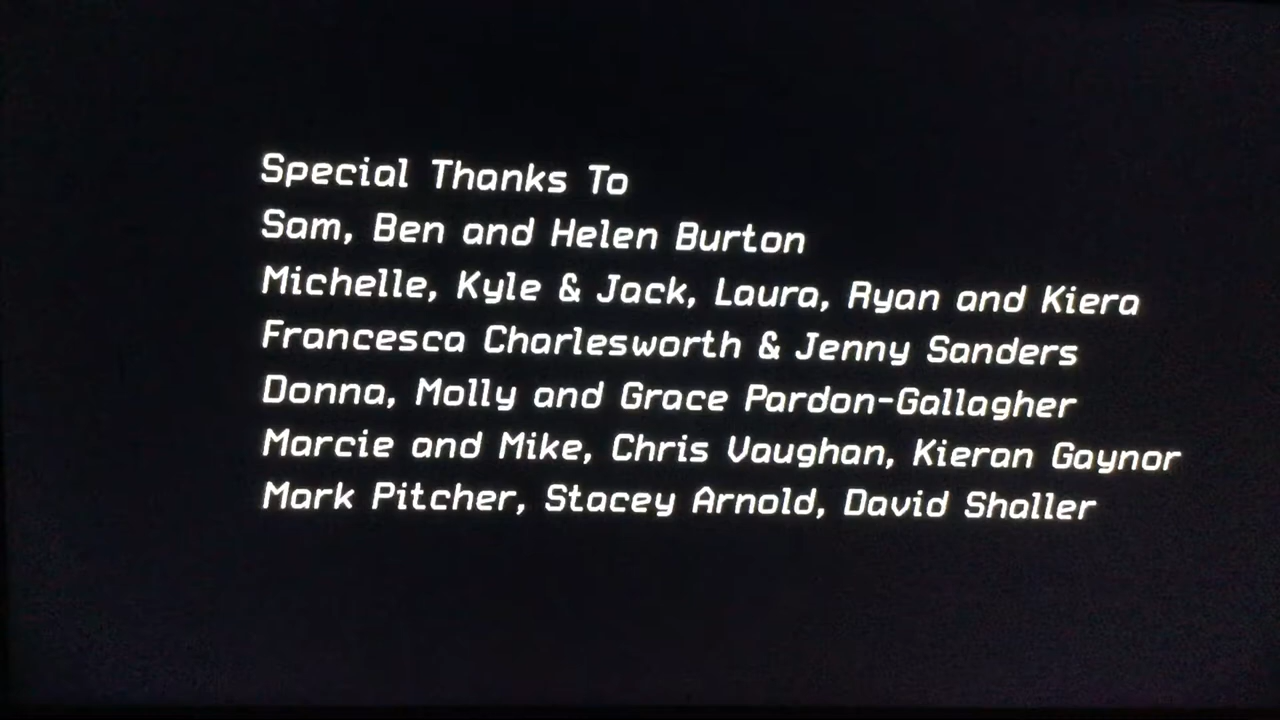 Special Thanks To
Sam, Ben and Helen Burton
Michelle, Kyle & Jack, Laura, Ryan and Kiera
Francesca Charlesworth & Jenny Sanders
Donna, Molly and Grace Pardon-Gallagher
Marcie and Mike, Chris Vaughan, Kieran Gaynor
Mark Pitcher, Stacey Arnold, David Shaller